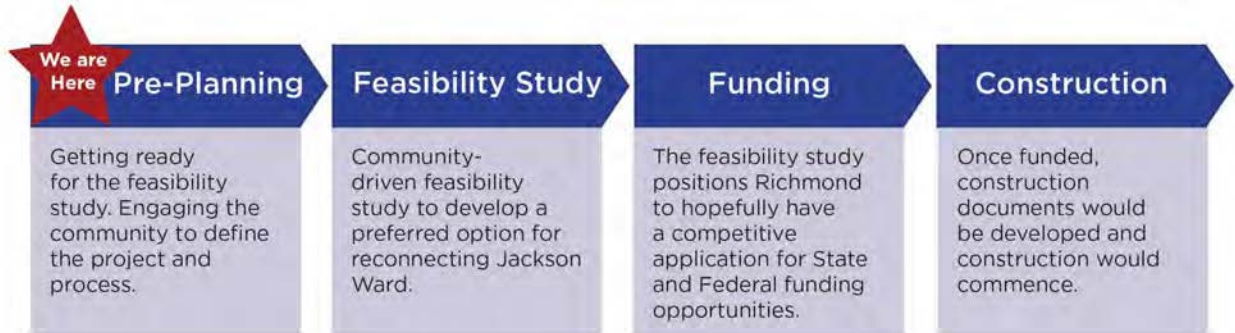 We are
Here
Pre-Planning
Getting ready
for the feasibility
study. Engaging the
community to define
the project and
process.
Feasibility Study
Community-
driven feasibility
study to develop a
preferred option for
reconnecting Jackson
Ward.
Funding
The feasibility study
positions Richmond
to hopefully have
a competitive
application for State
and Federal funding
opportunities.
Construction
Once funded,
construction
documents would
be developed and
construction would
commence.